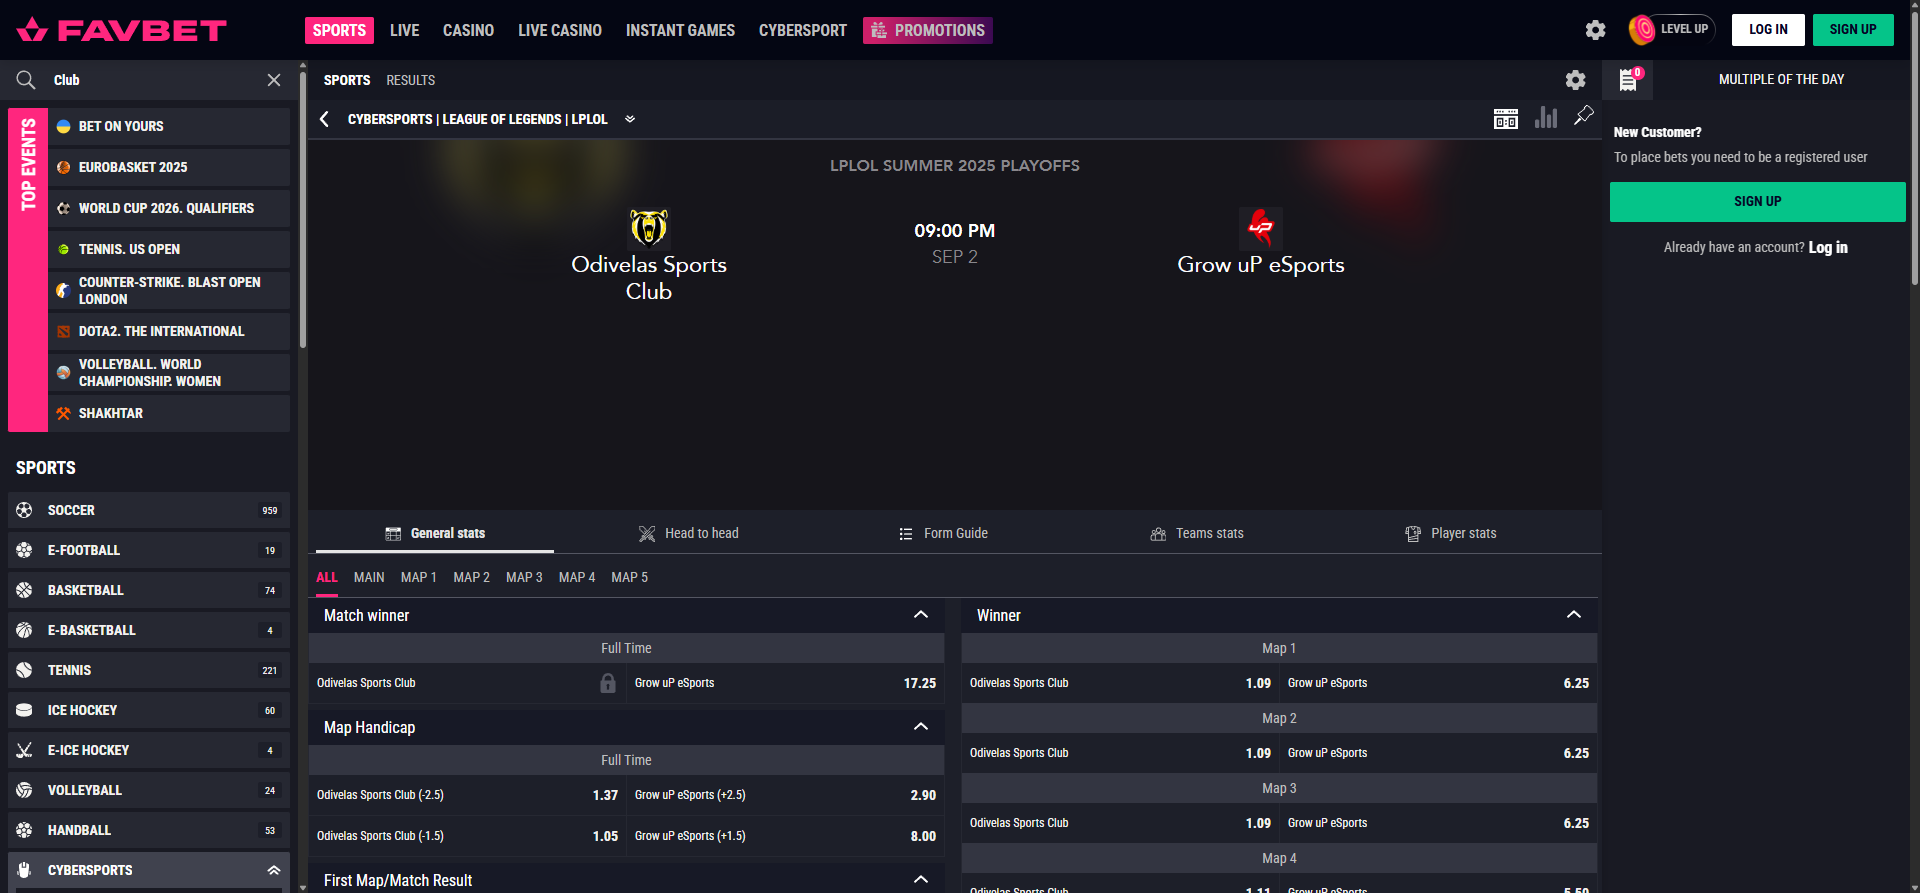 FAVBET
SPORTS
LIVE
CASINO
LIVE CASINO
INSTANT GAMES
CYBERSPORT
PROMOTIONS
LEVEL UP
LOG IN
SIGN UP
Club
TOP EVENTS
BET ON YOURS
EUROBASKET 2025
WORLD CUP 2026. QUALIFIERS
TENNIS. US OPEN
COUNTER-STRIKE. BLAST OPEN
LONDON
DOTA2. THE INTERNATIONAL
VOLLEYBALL. WORLD
CHAMPIONSHIP. WOMEN
SHAKHTAR
SPORTS
SOCCER 959
E-FOOTBALL 19
BASKETBALL 74
E-BASKETBALL 4
TENNIS 221
ICE HOCKEY 60
E-ICE HOCKEY 4
VOLLEYBALL 24
HANDBALL 53
CYBERSPORTS
SPORTS
RESULTS
CYBERSPORTS | LEAGUE OF LEGENDS | LPLOL
LPLOL SUMMER 2025 PLAYOFFS
Odivelas Sports
Club
09:00 PM
SEP 2
Grow uP eSports
General stats
Head to head
Form Guide
Teams stats
Player stats
ALL
MAIN
MAP 1
MAP 2
MAP 3
MAP 4
MAP 5
Match winner
Full Time
Odivelas Sports Club
Grow uP eSports 17.25
Map Handicap
Full Time
Odivelas Sports Club (-2.5) 1.37
Grow uP eSports (+2.5) 2.90
Odivelas Sports Club (-1.5) 1.05
Grow uP eSports (+1.5) 8.00
First Map/Match Result
Winner
Map 1
Odivelas Sports Club 1.09
Grow uP eSports 6.25
Map 2
Odivelas Sports Club 1.09
Grow uP eSports 6.25
Map 3
Odivelas Sports Club 1.09
Grow uP eSports 6.25
Map 4
Odivelas Sports Club 1.11
Grow uP eSports 5.50
0
MULTIPLE OF THE DAY
New Customer?
To place bets you need to be a registered user
SIGN UP
Already have an account? Log in